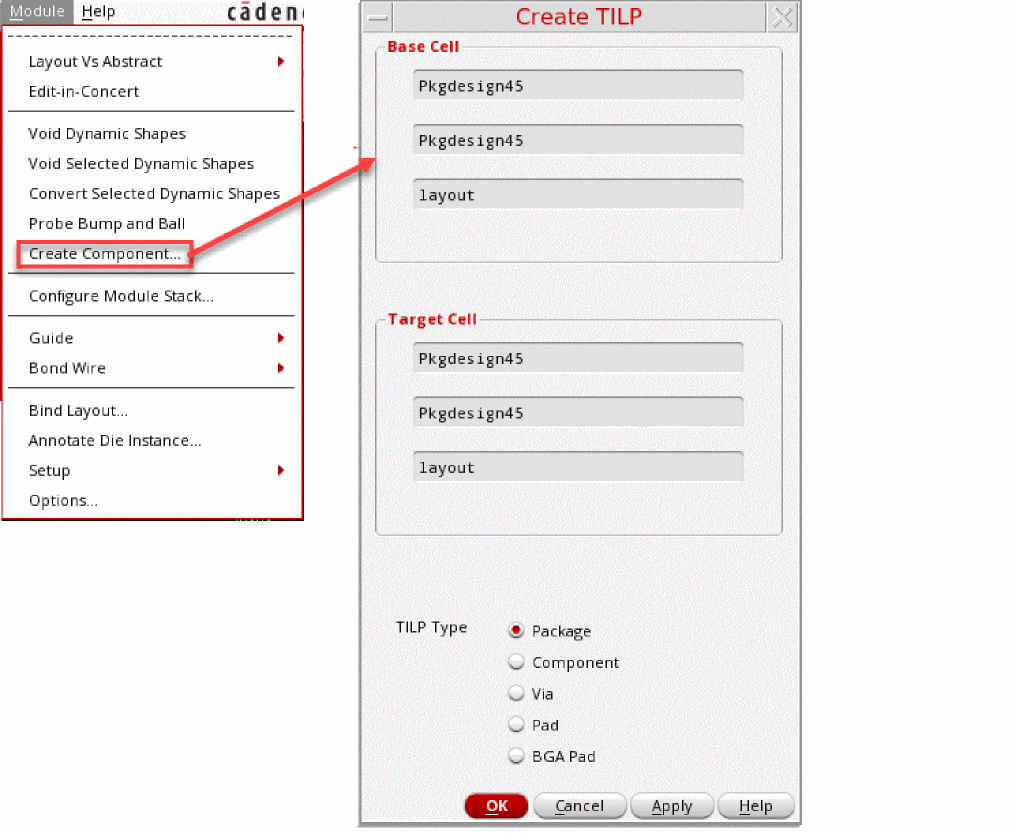 Module Help
Layout Vs Abstract
Edit-in-Concert
Void Dynamic Shapes
Void Selected Dynamic Shapes
Convert Selected Dynamic Shapes
Probe Bump and Ball
Create Component...
Configure Module Stack...
Guide
Bond Wire
Bind Layout...
Annotate Die Instance...
Setup
Options...
Create TILP
Base Cell
Pkgdesign45
Pkgdesign45
layout
Target Cell
Pkgdesign45
Pkgdesign45
layout
TILP Type
Package
Component
Via
Pad
BGA Pad
OK Cancel Apply Help